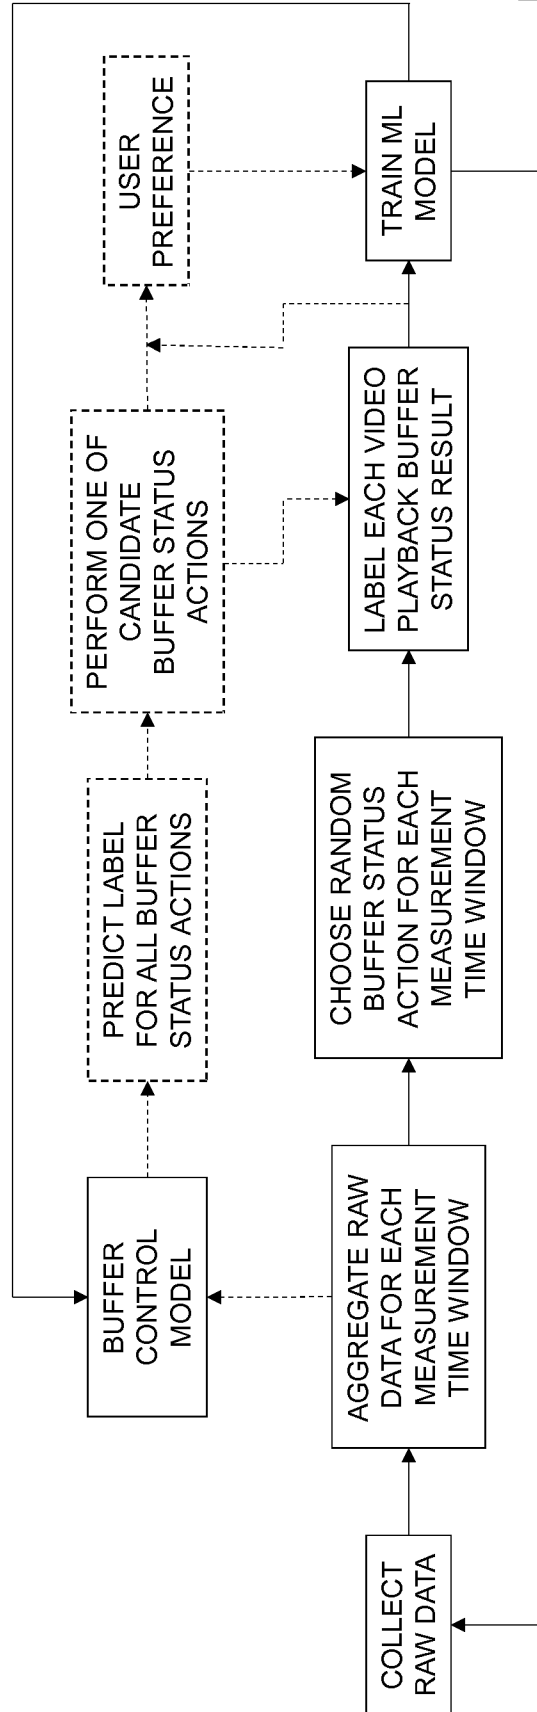 BUFFER
CONTROL
MODEL
PREDICT LABEL
FOR ALL BUFFER
STATUS ACTIONS
PERFORM ONE OF
CANDIDATE
BUFFER STATUS
ACTIONS
USER
PREFERENCE
COLLECT
RAW DATA
AGGREGATE RAW
DATA FOR EACH
MEASUREMENT
TIME WINDOW
CHOOSE RANDOM
BUFFER STATUS
ACTION FOR EACH
MEASUREMENT
TIME WINDOW
LABEL EACH VIDEO
PLAYBACK BUFFER
STATUS RESULT
TRAIN ML
MODEL